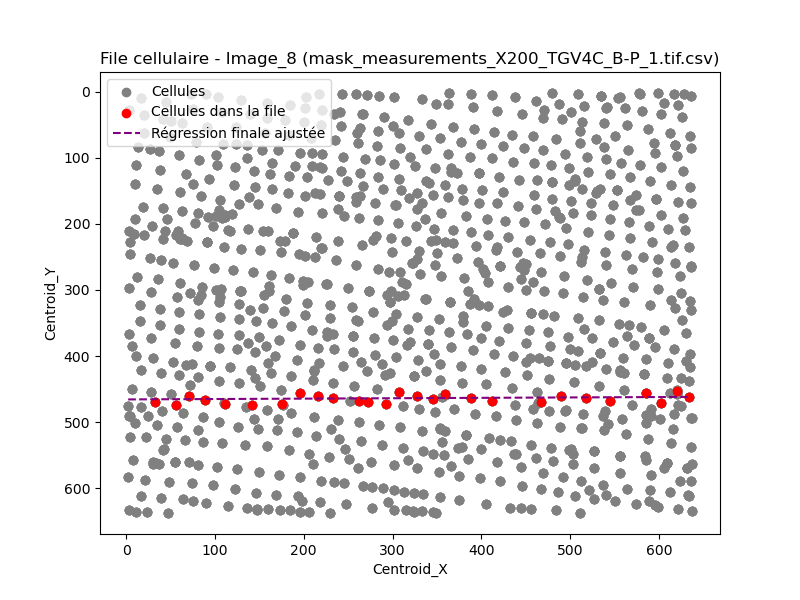 File cellulaire - Image_8 (mask_measurements_X200_TGV4C_B-P_1.tif.csv)
Cellules
Cellules dans la file
Régression finale ajustée
Centroid_Y
0
100
200
300
400
500
600
0 100 200 300 400 500 600
Centroid_X